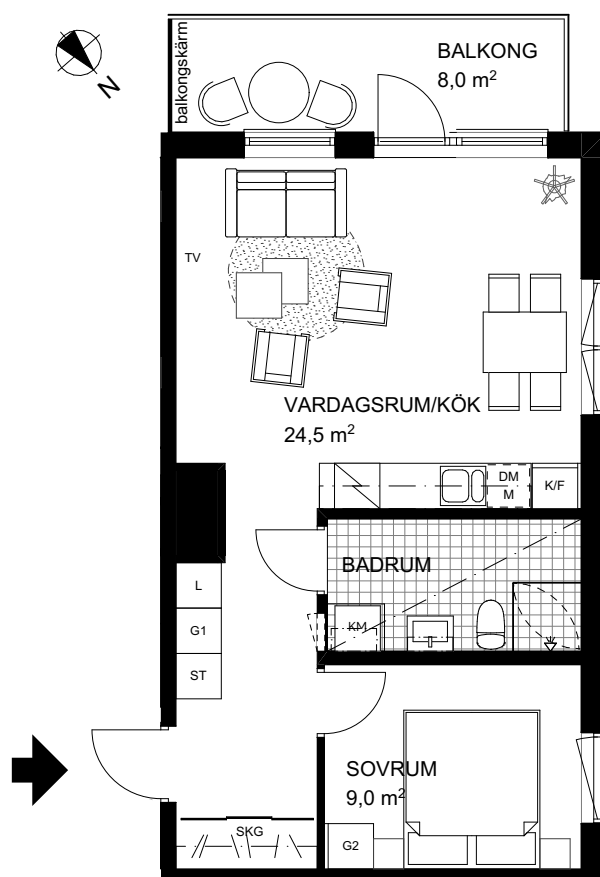 balkongskärm
BALKONG
8,0 m²
N
TV
VARDAGSRUM/KÖK
24,5 m²
DM
M
K/F
BADRUM
L
G1
KM
ST
SOVRUM
9,0 m²
SKG
G2